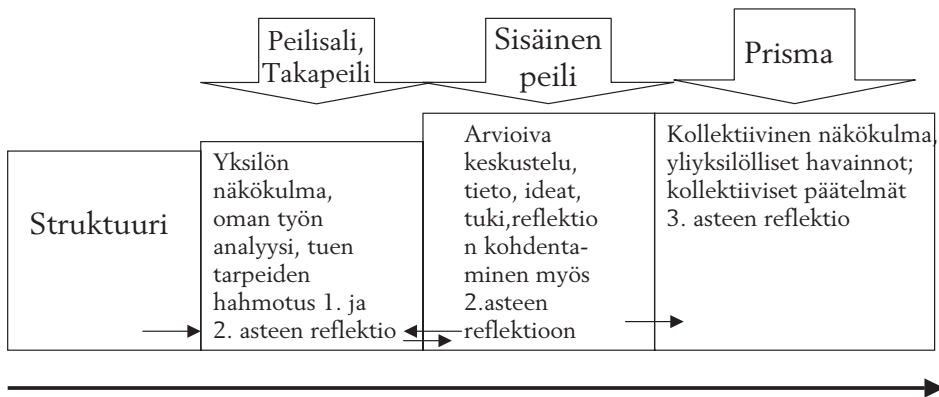 Peilisali,
Takapeili
Sisäinen
peili
Prisma
Struktuuri
Yksilön
näkökulma,
oman työn
analyysi, tuen
tarpeiden
hahmotus 1. ja
2. asteen reflektio
Arvioiva
keskustelu,
tieto, ideat,
tuki,reflektio
n kohdenta-
minen myös
2.asteen
reflektioon
Kollektiivinen näkökulma,
yliyksilölliset havainnot;
kollektiiviset päätelmät
3. asteen reflektio